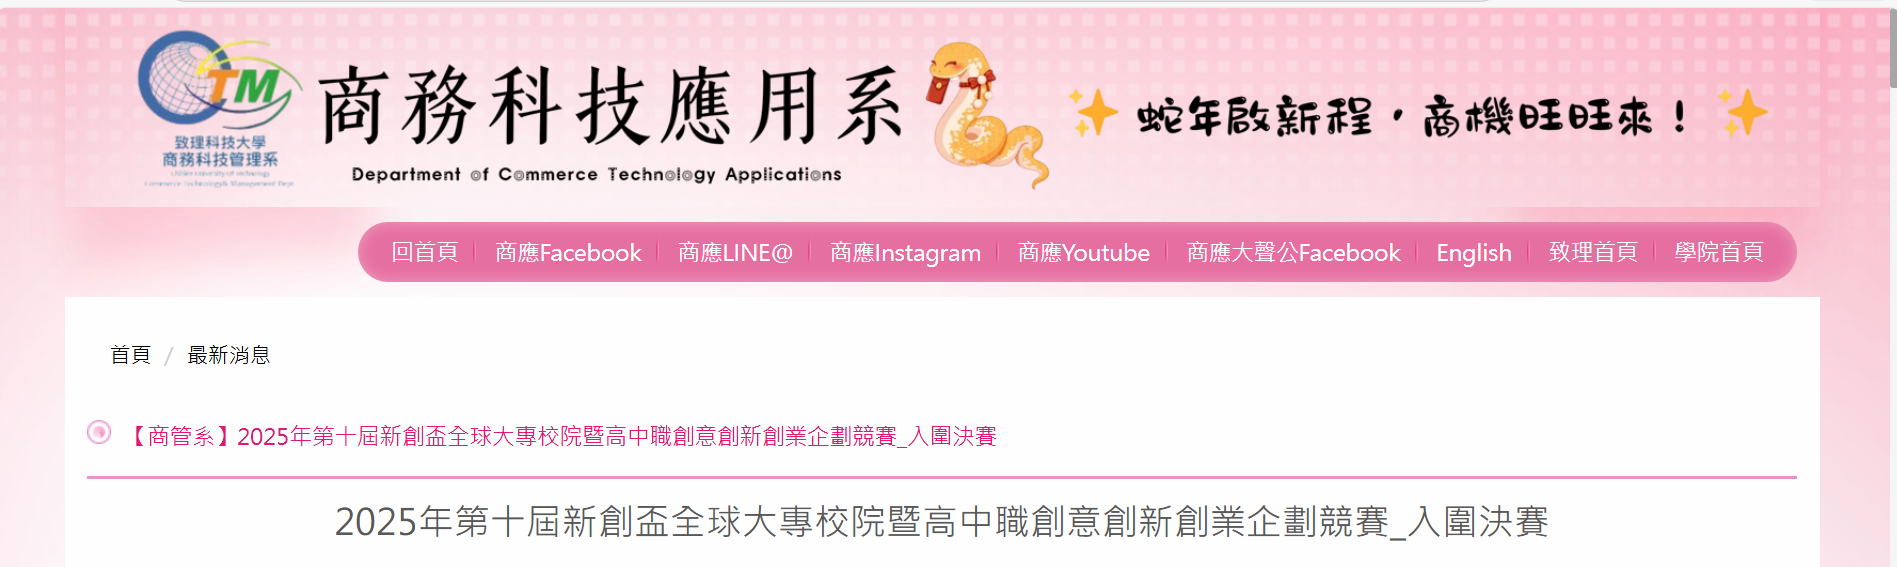 TM
致理科技大學
商務科技管理系
Chihlee University of Technology
Commerce Technology& Management Dept
商務科技應用系
Department of Commerce Technology Applications
蛇年啟新程，商機旺旺來！
回首頁 商應Facebook 商應LINE@ 商應Instagram 商應Youtube 商應大聲公Facebook English 致理首頁 學院首頁
首頁 / 最新消息
【商管系】2025年第十屆新創盃全球大專校院暨高中職創意創新創業企劃競賽_入圍決賽
2025年第十屆新創盃全球大專校院暨高中職創意創新創業企劃競賽_入圍決賽